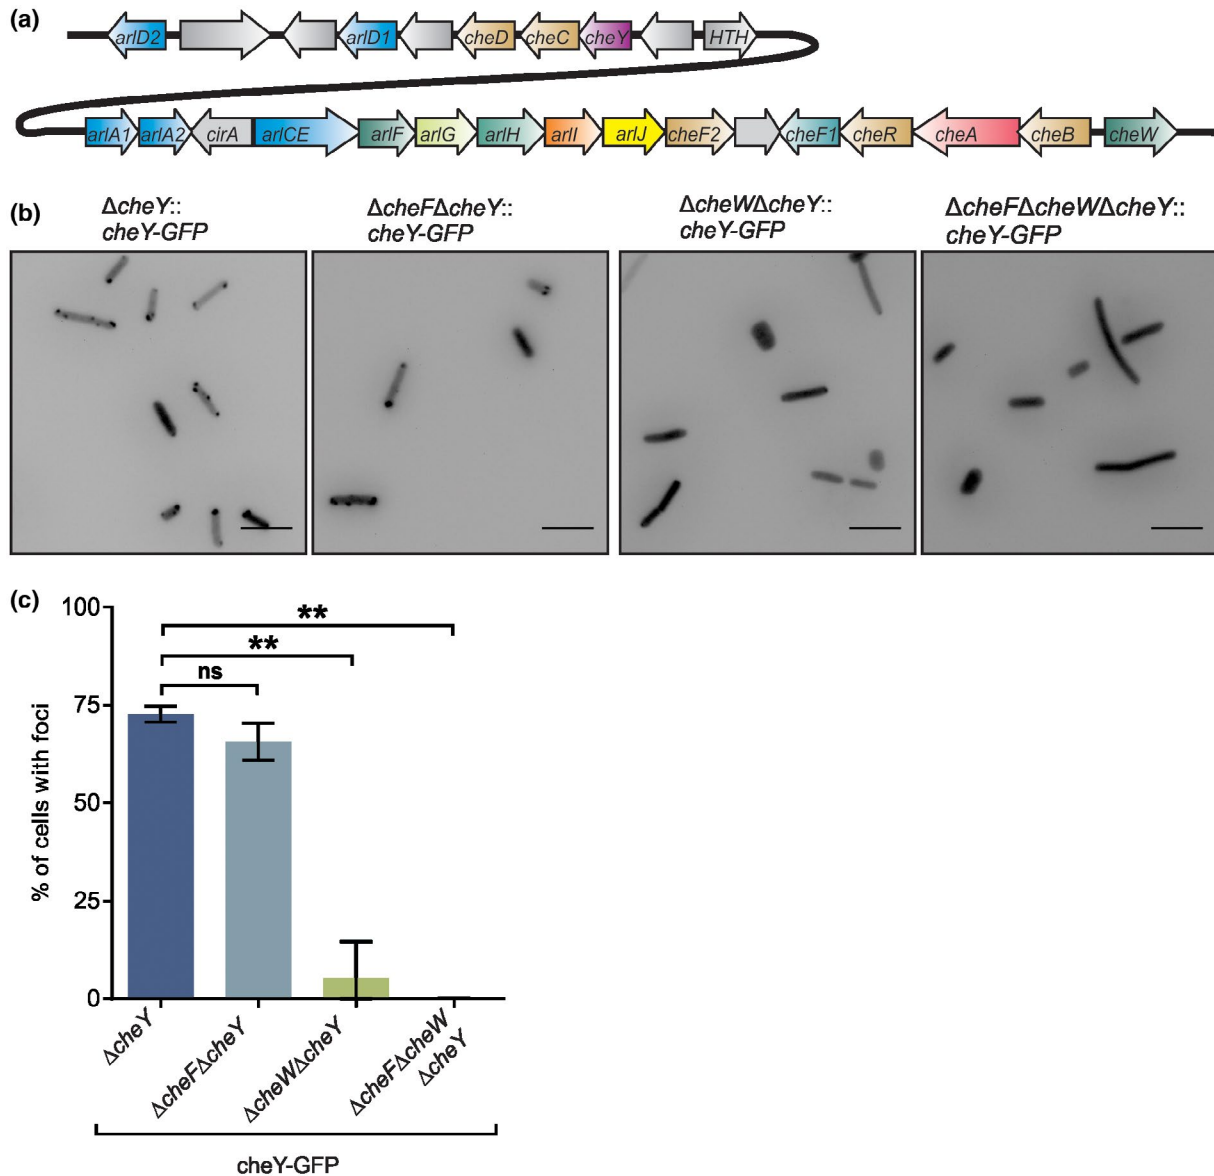 (a)
arlD2 arlD1 cheD cheC cheY HTH
arlA1 arlA2 cirA arlCE arlF arlG arlH arlI arlJ cheF2 cheF1 cheR cheA cheB cheW
(b)
ΔcheY::
cheY-GFP
ΔcheFΔcheY::
cheY-GFP
ΔcheWΔcheY::
cheY-GFP
ΔcheFΔcheWΔcheY::
cheY-GFP
(c)
% of cells with foci
100
75
50
25
0
**
**
ns
ΔcheY
ΔcheFΔcheY
ΔcheWΔcheY
ΔcheFΔcheW
ΔcheY
cheY-GFP